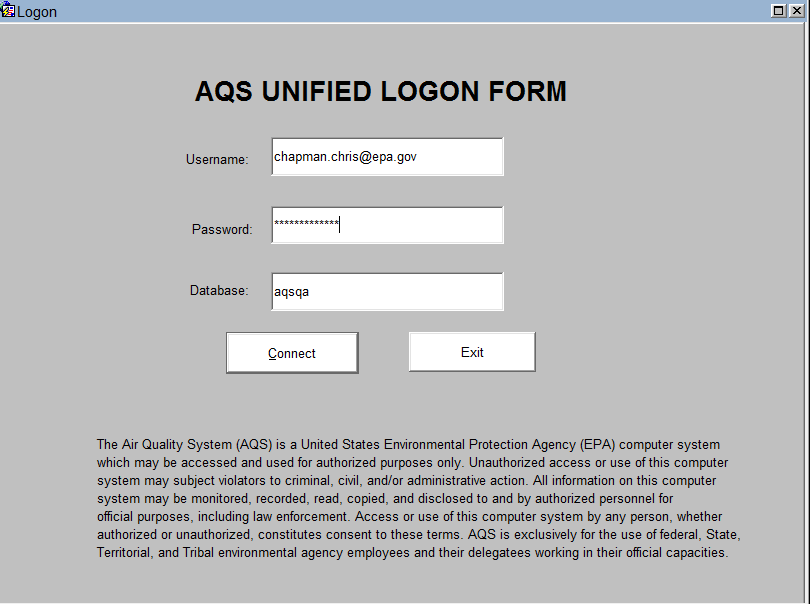 Logon
AQS UNIFIED LOGON FORM
Username: chapman.chris@epa.gov
Password: *************
Database: aqsqa
Connect Exit
The Air Quality System (AQS) is a United States Environmental Protection Agency (EPA) computer system
which may be accessed and used for authorized purposes only. Unauthorized access or use of this computer
system may subject violators to criminal, civil, and/or administrative action. All information on this computer
system may be monitored, recorded, read, copied, and disclosed to and by authorized personnel for
official purposes, including law enforcement. Access or use of this computer system by any person, whether
authorized or unauthorized, constitutes consent to these terms. AQS is exclusively for the use of federal, State,
Territorial, and Tribal environmental agency employees and their delegatees working in their official capacities.